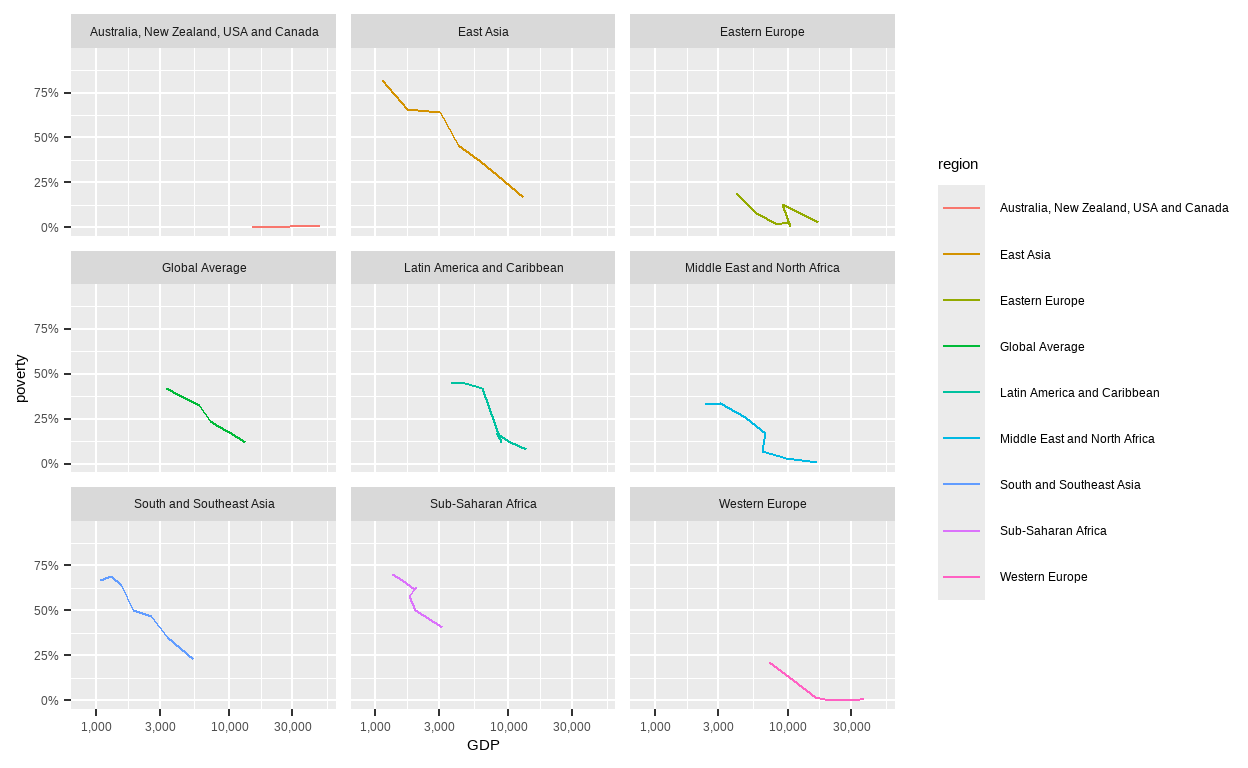 Australia, New Zealand, USA and Canada
East Asia
Eastern Europe
75%
50%
25%
0%
Global Average
Latin America and Caribbean
Middle East and North Africa
75%
50%
25%
0%
South and Southeast Asia
Sub-Saharan Africa
Western Europe
75%
50%
25%
0%
1,000
3,000
10,000
30,000
1,000
3,000
10,000
30,000
1,000
3,000
10,000
30,000
GDP
poverty
region
Australia, New Zealand, USA and Canada
East Asia
Eastern Europe
Global Average
Latin America and Caribbean
Middle East and North Africa
South and Southeast Asia
Sub-Saharan Africa
Western Europe